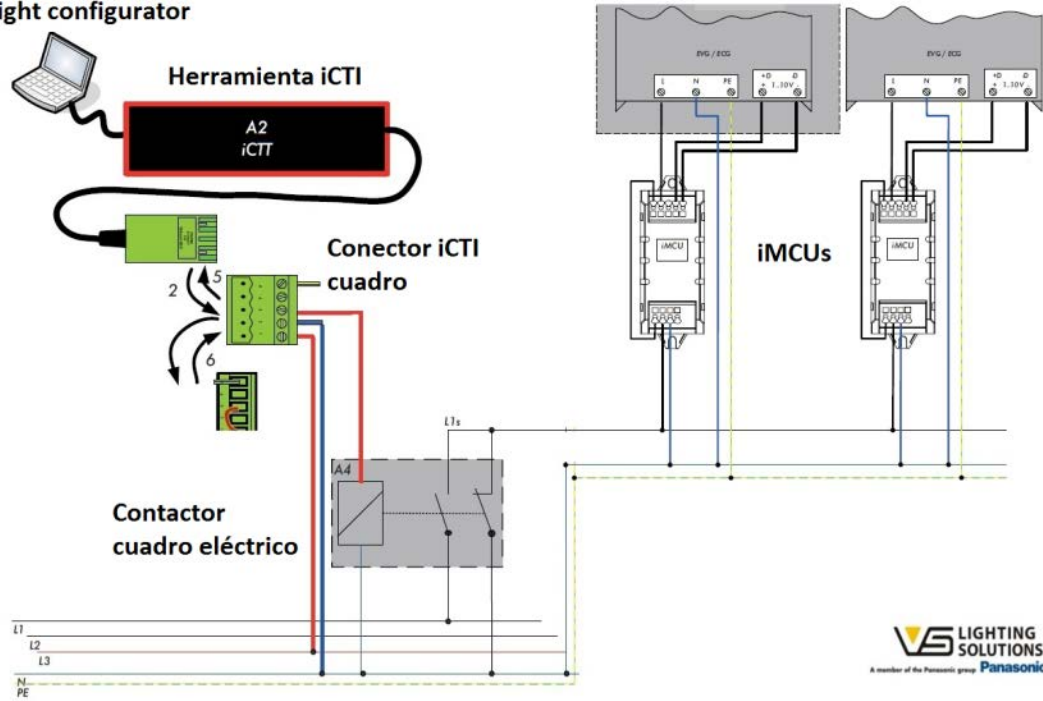 ight configurator
Herramienta iCTI
A2
iCTT
Conector iCTI
cuadro
2
5
6
EVG / ECG
L
N
PE
+D
D
1..10V
EVG / ECG
L
N
PE
+D
D
1..10V
iMCU
iMCUs
iMCU
L1s
A4
Contactor
cuadro eléctrico
L1
L2
L3
N
PE
VS LIGHTING
SOLUTIONS
A member of the Panasonic group Panasonic